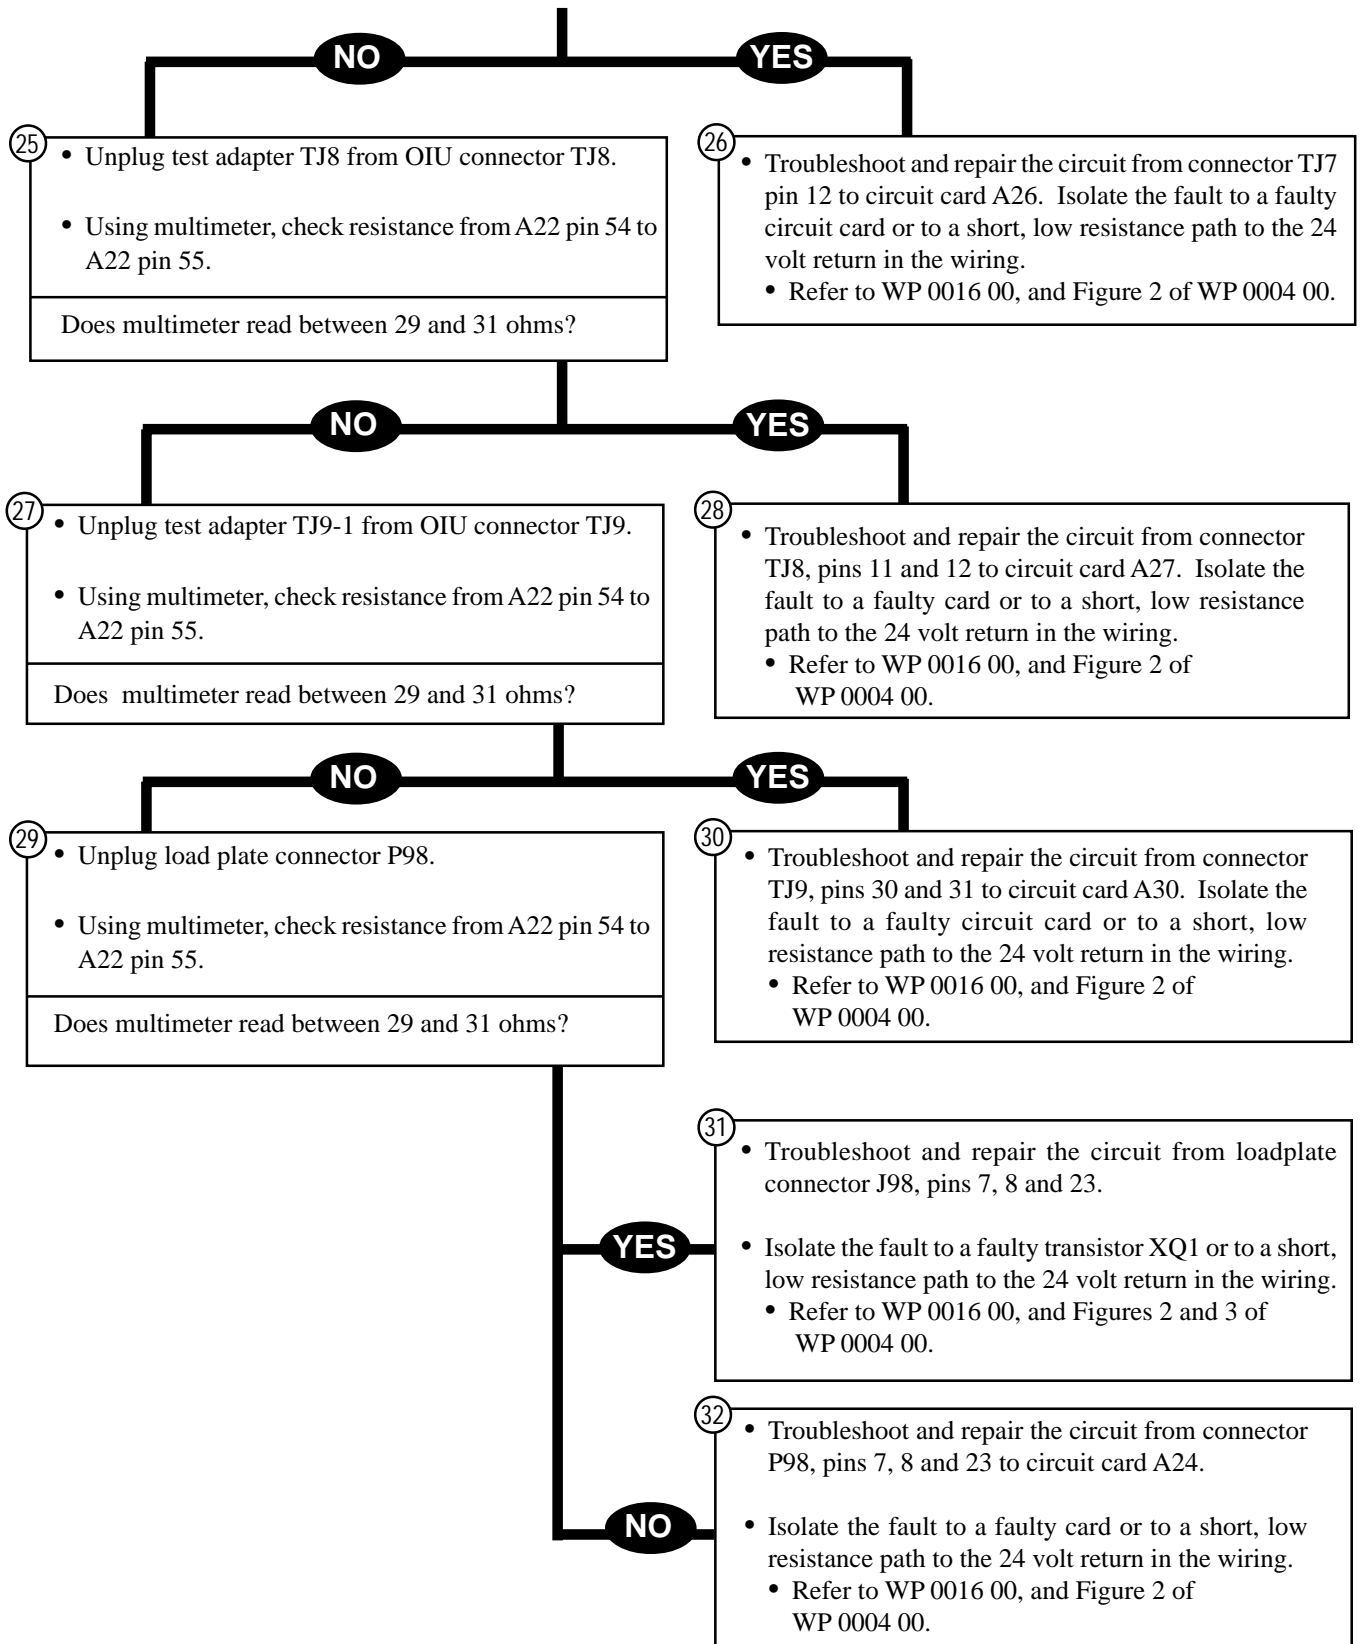 NO
YES
25
• Unplug test adapter TJ8 from OIU connector TJ8.
• Using multimeter, check resistance from A22 pin 54 to
A22 pin 55.
Does multimeter read between 29 and 31 ohms?
26
• Troubleshoot and repair the circuit from connector TJ7
pin 12 to circuit card A26. Isolate the fault to a faulty
circuit card or to a short, low resistance path to the 24
volt return in the wiring.
• Refer to WP 0016 00, and Figure 2 of WP 0004 00.
NO
YES
27
• Unplug test adapter TJ9-1 from OIU connector TJ9.
• Using multimeter, check resistance from A22 pin 54 to
A22 pin 55.
Does multimeter read between 29 and 31 ohms?
28
• Troubleshoot and repair the circuit from connector
TJ8, pins 11 and 12 to circuit card A27. Isolate the
fault to a faulty card or to a short, low resistance
path to the 24 volt return in the wiring.
• Refer to WP 0016 00, and Figure 2 of
WP 0004 00.
NO
YES
29
• Unplug load plate connector P98.
• Using multimeter, check resistance from A22 pin 54 to
A22 pin 55.
Does multimeter read between 29 and 31 ohms?
30
• Troubleshoot and repair the circuit from connector
TJ9, pins 30 and 31 to circuit card A30. Isolate the
fault to a faulty circuit card or to a short, low
resistance path to the 24 volt return in the wiring.
• Refer to WP 0016 00, and Figure 2 of
WP 0004 00.
YES
31
• Troubleshoot and repair the circuit from loadplate
connector J98, pins 7, 8 and 23.
• Isolate the fault to a faulty transistor XQ1 or to a short,
low resistance path to the 24 volt return in the wiring.
• Refer to WP 0016 00, and Figures 2 and 3 of
WP 0004 00.
NO
32
• Troubleshoot and repair the circuit from connector
P98, pins 7, 8 and 23 to circuit card A24.
• Isolate the fault to a faulty card or to a short, low
resistance path to the 24 volt return in the wiring.
• Refer to WP 0016 00, and Figure 2 of
WP 0004 00.